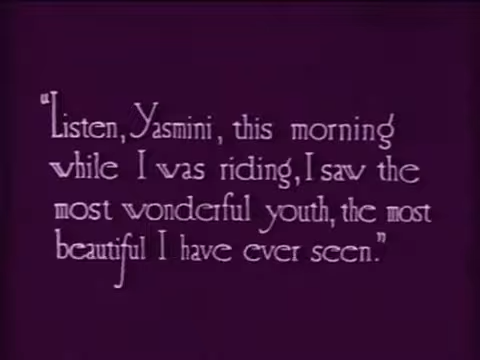 "Listen, Yasmini, this morning
while I was riding, I saw the
most wonderful youth, the most
beautiful I have ever seen."